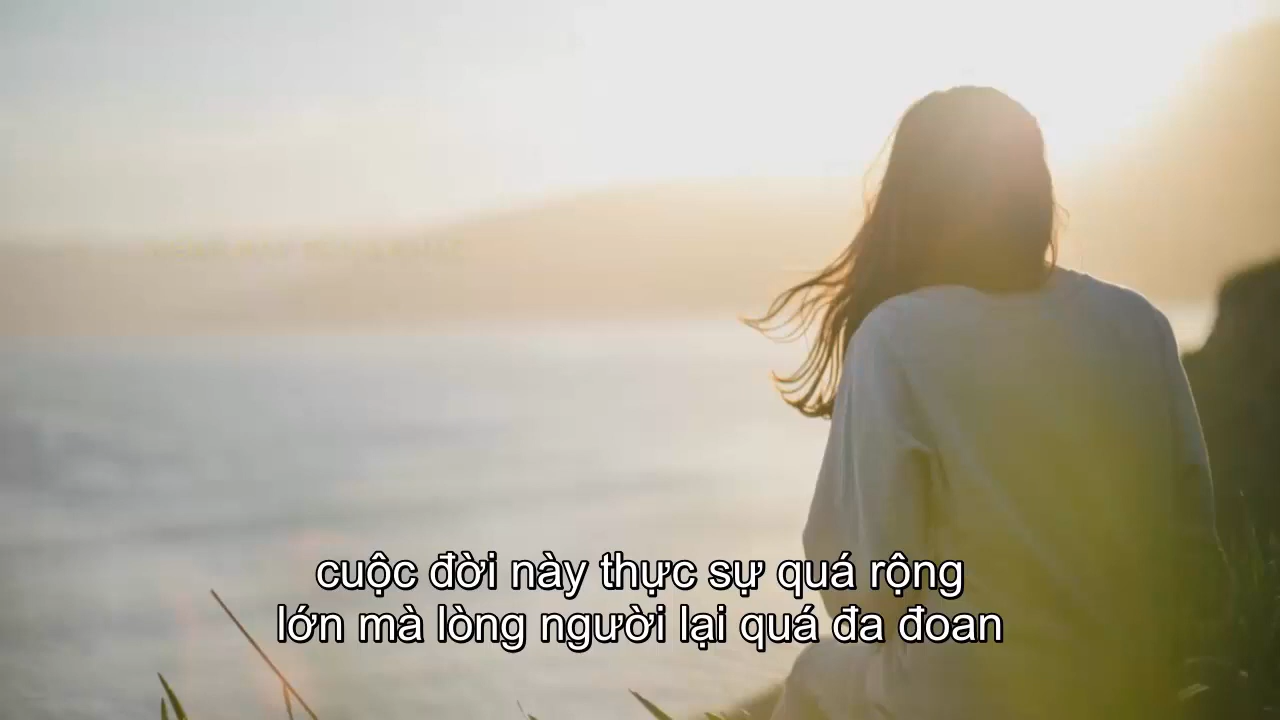 cuộc đời này thực sự quá rộng
lớn mà lòng người lại quá đa đoan